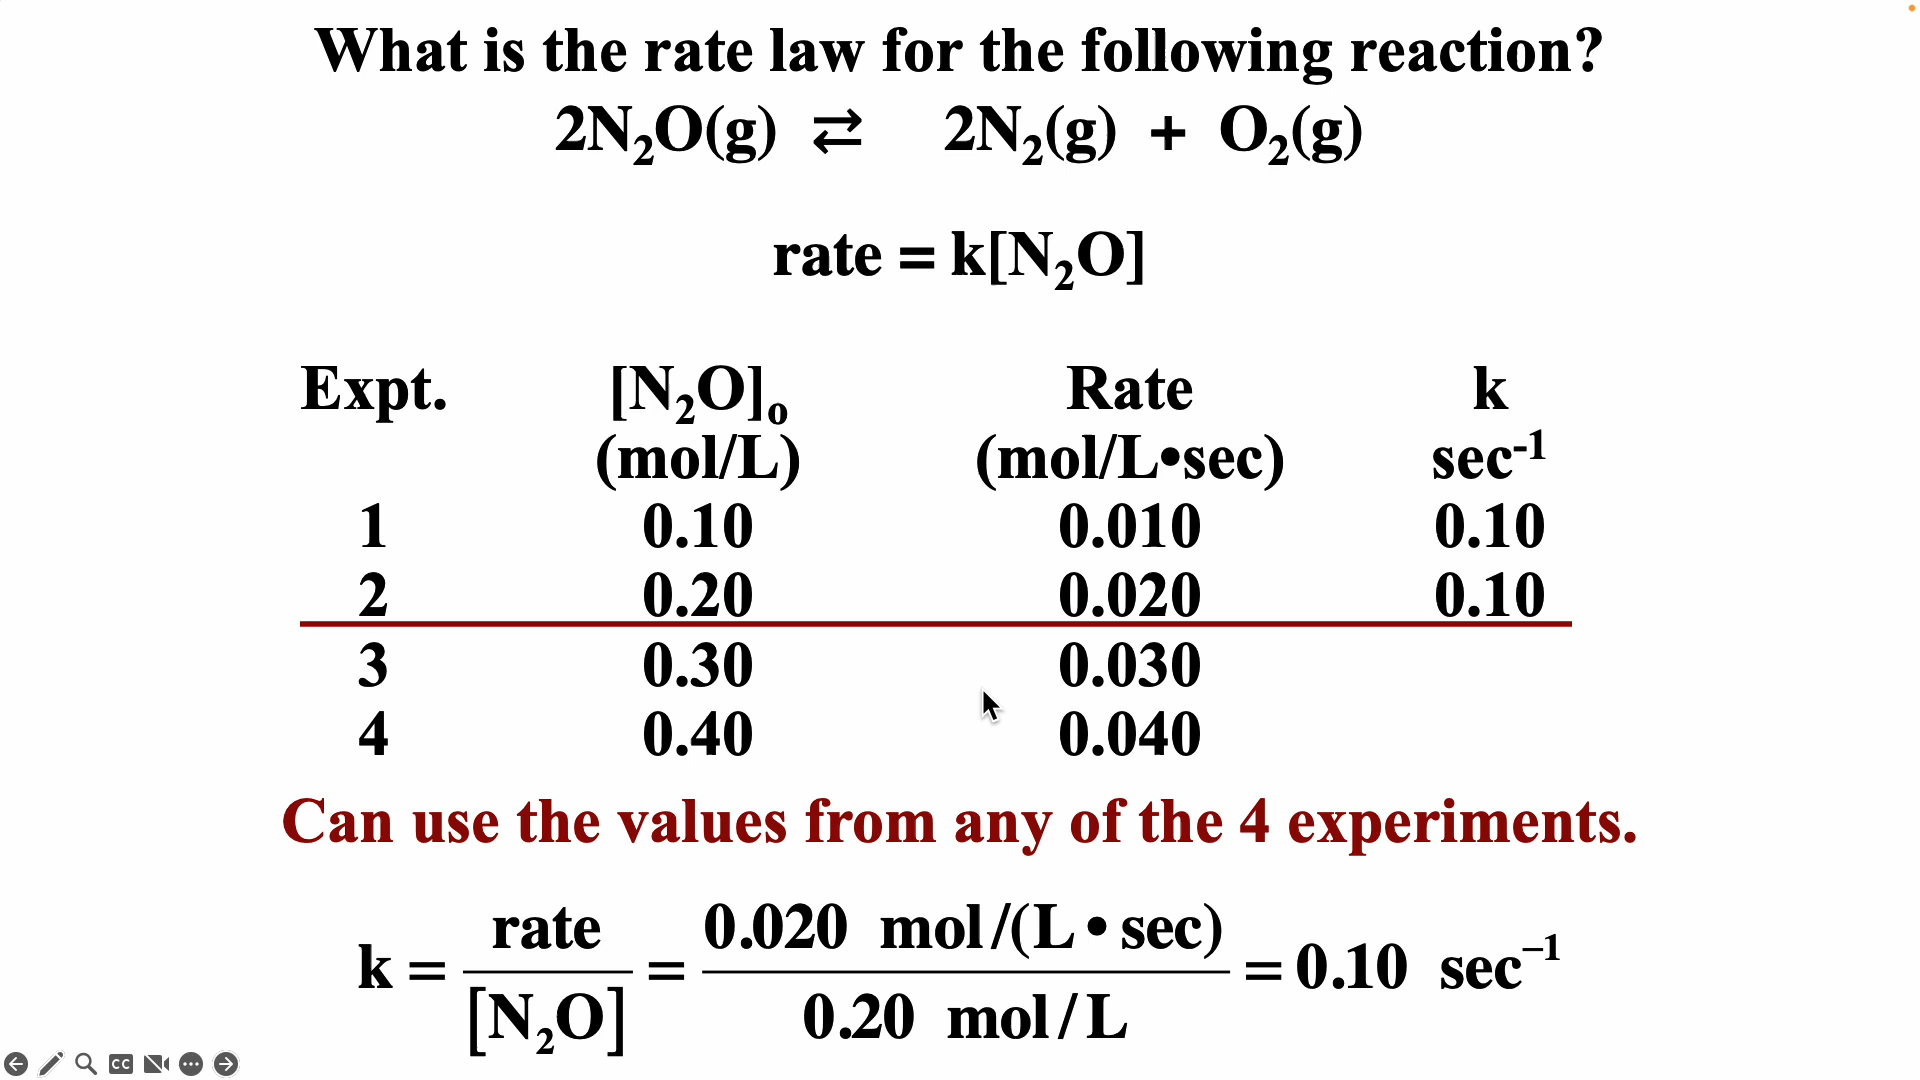 What is the rate law for the following reaction?
2N₂O(g) ⇄ 2N₂(g) + O₂(g)
rate = k[N₂O]
Expt. [N₂O]ₒ Rate k
(mol/L) (mol/L•sec) sec⁻¹
1 0.10 0.010 0.10
2 0.20 0.020 0.10
3 0.30 0.030
4 0.40 0.040
Can use the values from any of the 4 experiments.
k = rate / [N₂O] = 0.020 mol/(L • sec) / 0.20 mol/L = 0.10 sec⁻¹
CC